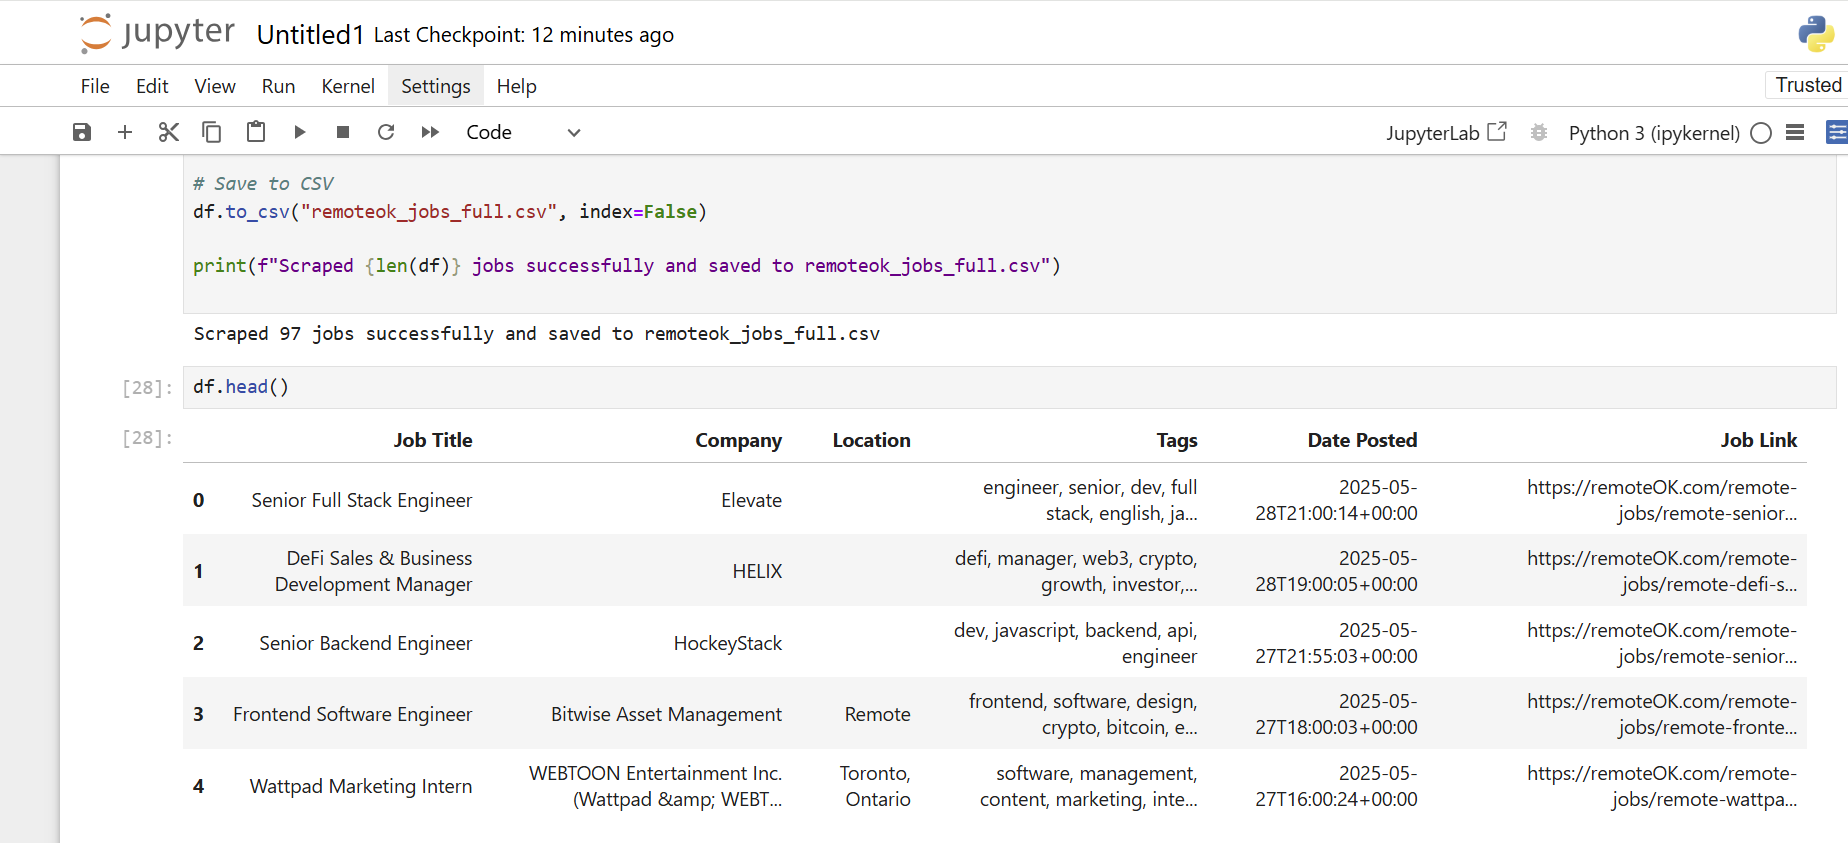 jupyter Untitled1 Last Checkpoint: 12 minutes ago
File Edit View Run Kernel Settings Help
Trusted
Code
JupyterLab Python 3 (ipykernel)
# Save to CSV
df.to_csv("remoteok_jobs_full.csv", index=False)
print(f"Scraped {len(df)} jobs successfully and saved to remoteok_jobs_full.csv")
Scraped 97 jobs successfully and saved to remoteok_jobs_full.csv
[28]: df.head()
[28]:
Job Title Company Location Tags Date Posted Job Link
0 Senior Full Stack Engineer Elevate engineer, senior, dev, full stack, english, ja... 2025-05-28T21:00:14+00:00 https://remoteOK.com/remote-jobs/remote-senior...
1 DeFi Sales & Business Development Manager HELIX defi, manager, web3, crypto, growth, investor,... 2025-05-28T19:00:05+00:00 https://remoteOK.com/remote-jobs/remote-defi-s...
2 Senior Backend Engineer HockeyStack dev, javascript, backend, api, engineer 2025-05-27T21:55:03+00:00 https://remoteOK.com/remote-jobs/remote-senior...
3 Frontend Software Engineer Bitwise Asset Management Remote frontend, software, design, crypto, bitcoin, e... 2025-05-27T18:00:03+00:00 https://remoteOK.com/remote-jobs/remote-fronte...
4 Wattpad Marketing Intern WEBTOON Entertainment Inc. (Wattpad &amp; WEBT... Toronto, Ontario software, management, content, marketing, inte... 2025-05-27T16:00:24+00:00 https://remoteOK.com/remote-jobs/remote-wattpa...